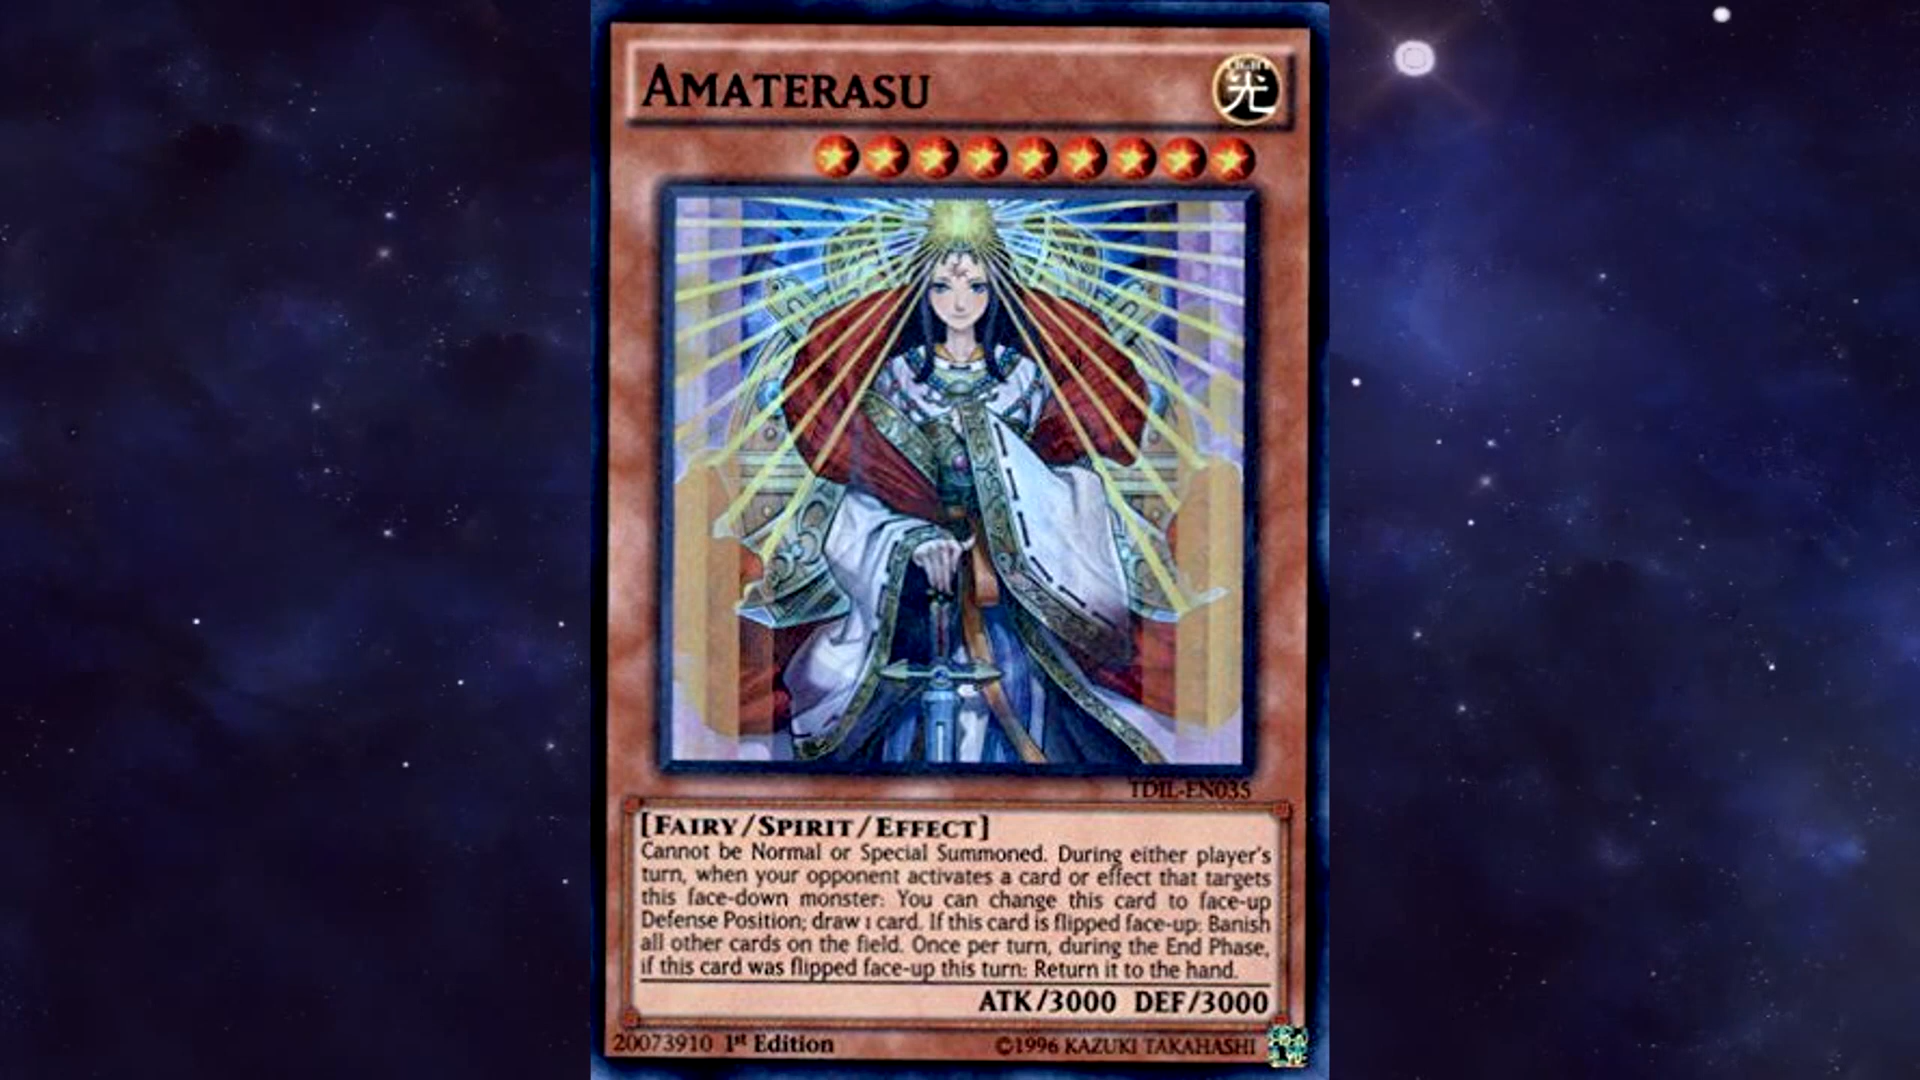 AMATERASU
LIGHT
光
TDIL-EN035
[FAIRY/SPIRIT/EFFECT]
Cannot be Normal or Special Summoned. During either player's
turn, when your opponent activates a card or effect that targets
this face-down monster: You can change this card to face-up
Defense Position; draw 1 card. If this card is flipped face-up: Banish
all other cards on the field. Once per turn, during the End Phase,
if this card was flipped face-up this turn: Return it to the hand.
ATK/3000 DEF/3000
20073910 1st Edition
©1996 KAZUKI TAKAHASHI